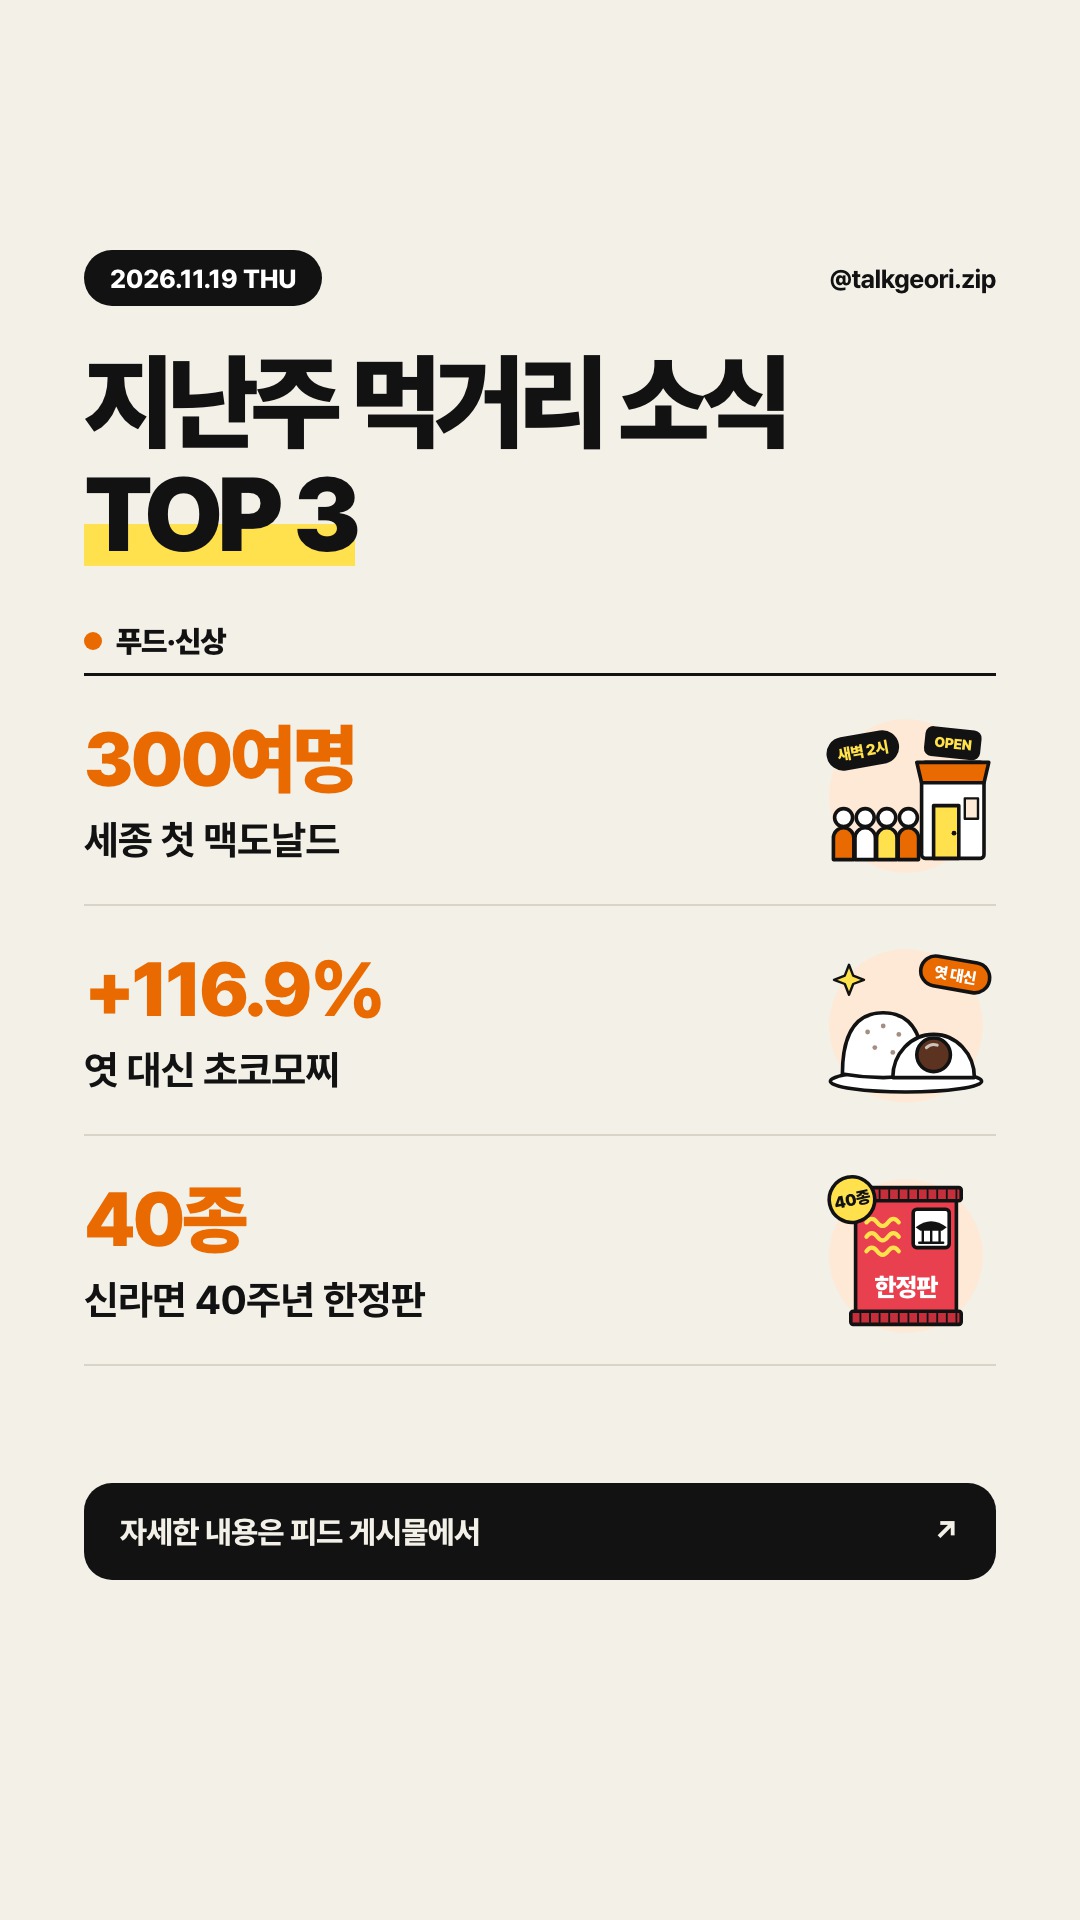 2026.11.19 THU
@talkgeori.zip
지난주 먹거리 소식
TOP 3
푸드·신상
300여명
세종 첫 맥도날드
새벽 2시
OPEN
+116.9%
엿 대신 초코모찌
엿 대신
40종
신라면 40주년 한정판
40종
한정판
자세한 내용은 피드 게시물에서